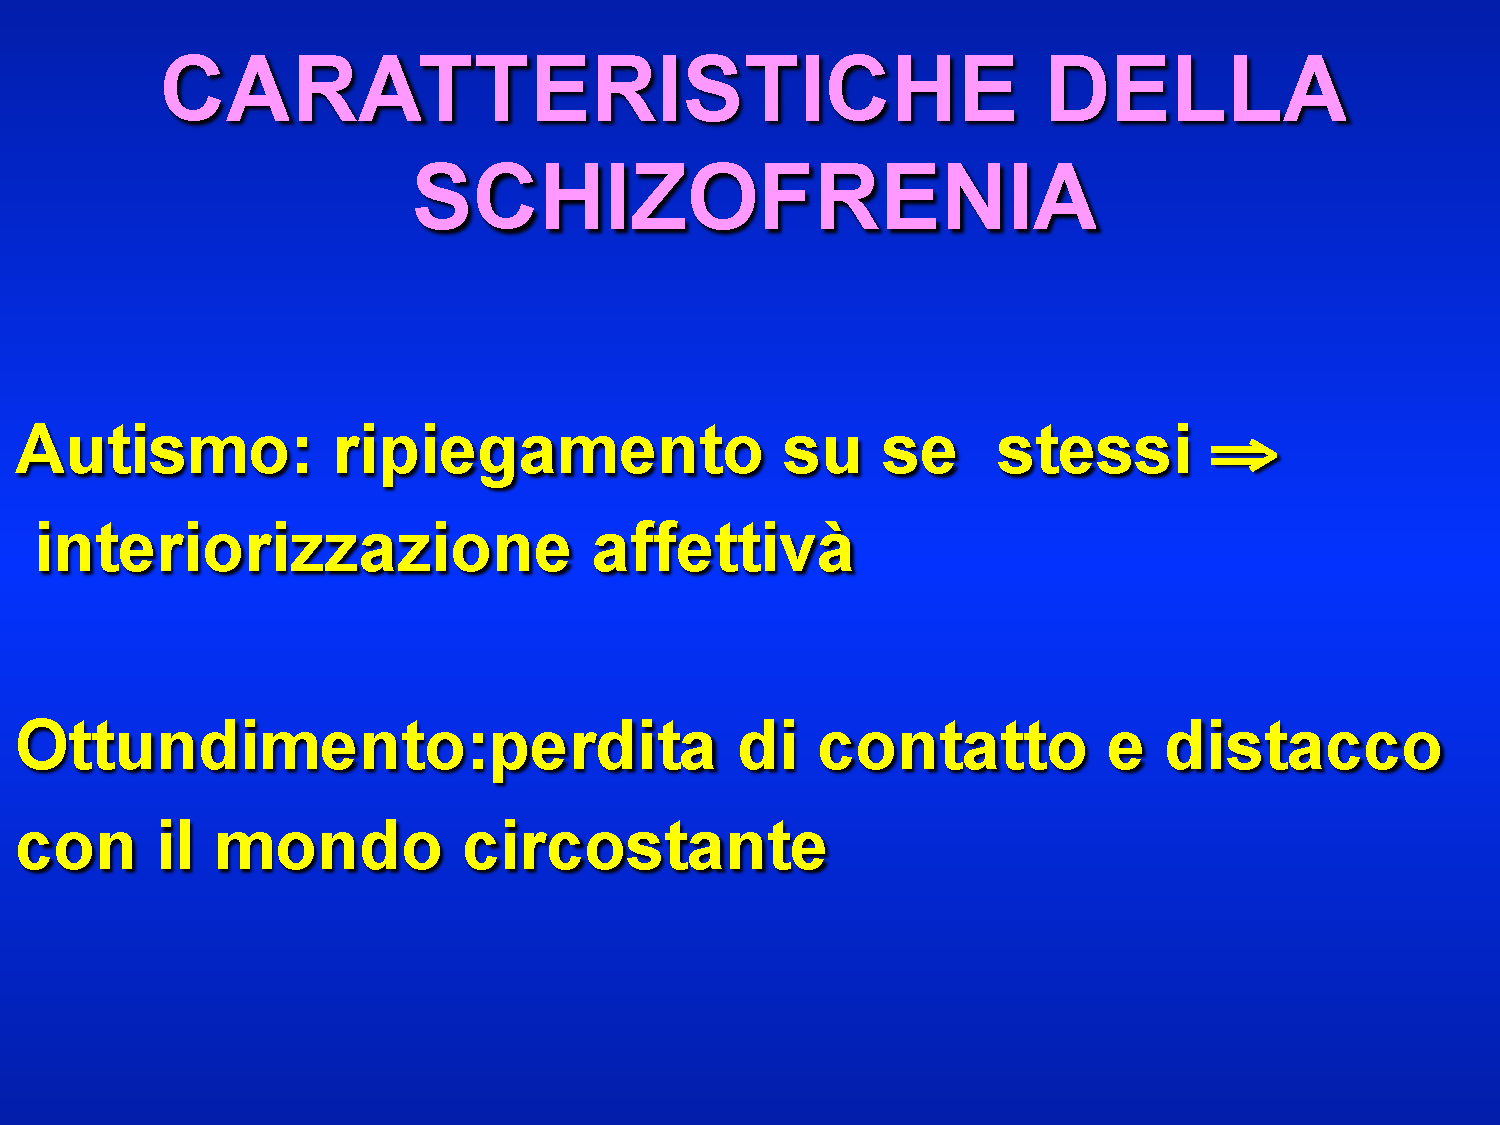 CARATTERISTICHE DELLA
SCHIZOFRENIA
Autismo: ripiegamento su se stessi ⇒
interiorizzazione affettivà
Ottundimento:perdita di contatto e distacco
con il mondo circostante